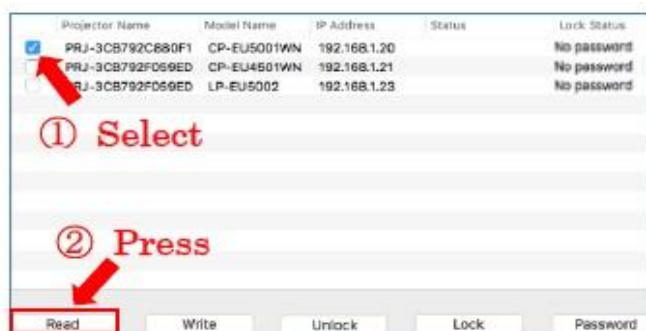 Projector Name Model Name IP Address Status Lock Status
PRJ-3CB792C880F1 CP-EU5001WN 192.168.1.20 No password
PRJ-3CB792F059ED CP-EU4501WN 192.168.1.21 No password
PRJ-3CB792F059ED LP-EU5002 192.168.1.23 No password
① Select
② Press
Read Write Unlock Lock Password